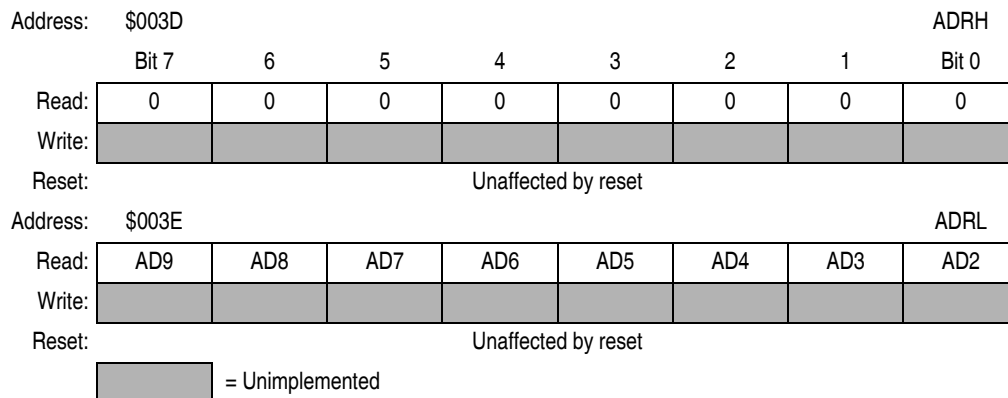 Address: $003D ADRH
Bit 7 6 5 4 3 2 1 Bit 0
Read: 0 0 0 0 0 0 0 0
Write:
Reset: Unaffected by reset
Address: $003E ADRL
Read: AD9 AD8 AD7 AD6 AD5 AD4 AD3 AD2
Write:
Reset: Unaffected by reset
= Unimplemented